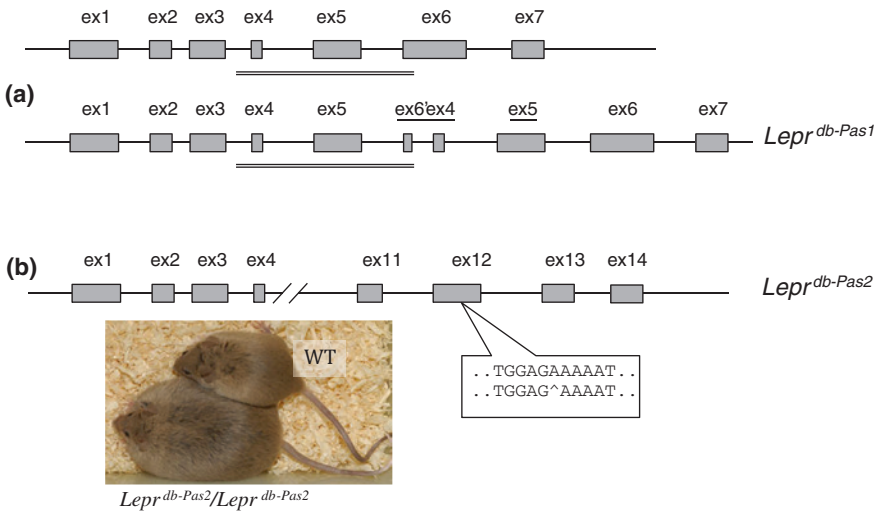 ex1 ex2 ex3 ex4 ex5 ex6 ex7
(a)
ex1 ex2 ex3 ex4 ex5 ex6'ex4 ex5 ex6 ex7
Lepr db-Pas1
(b)
ex1 ex2 ex3 ex4 ex11 ex12 ex13 ex14
Lepr db-Pas2
WT
..TGGAGAAAAAT..
..TGGAG^AAAAT..
Lepr db-Pas2/Lepr db-Pas2